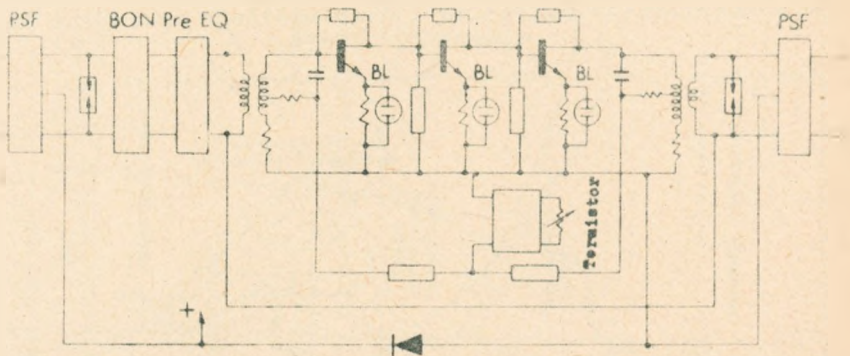 PSF
BON Pre EQ
PSF
BL
BL
BL
Termistor
+